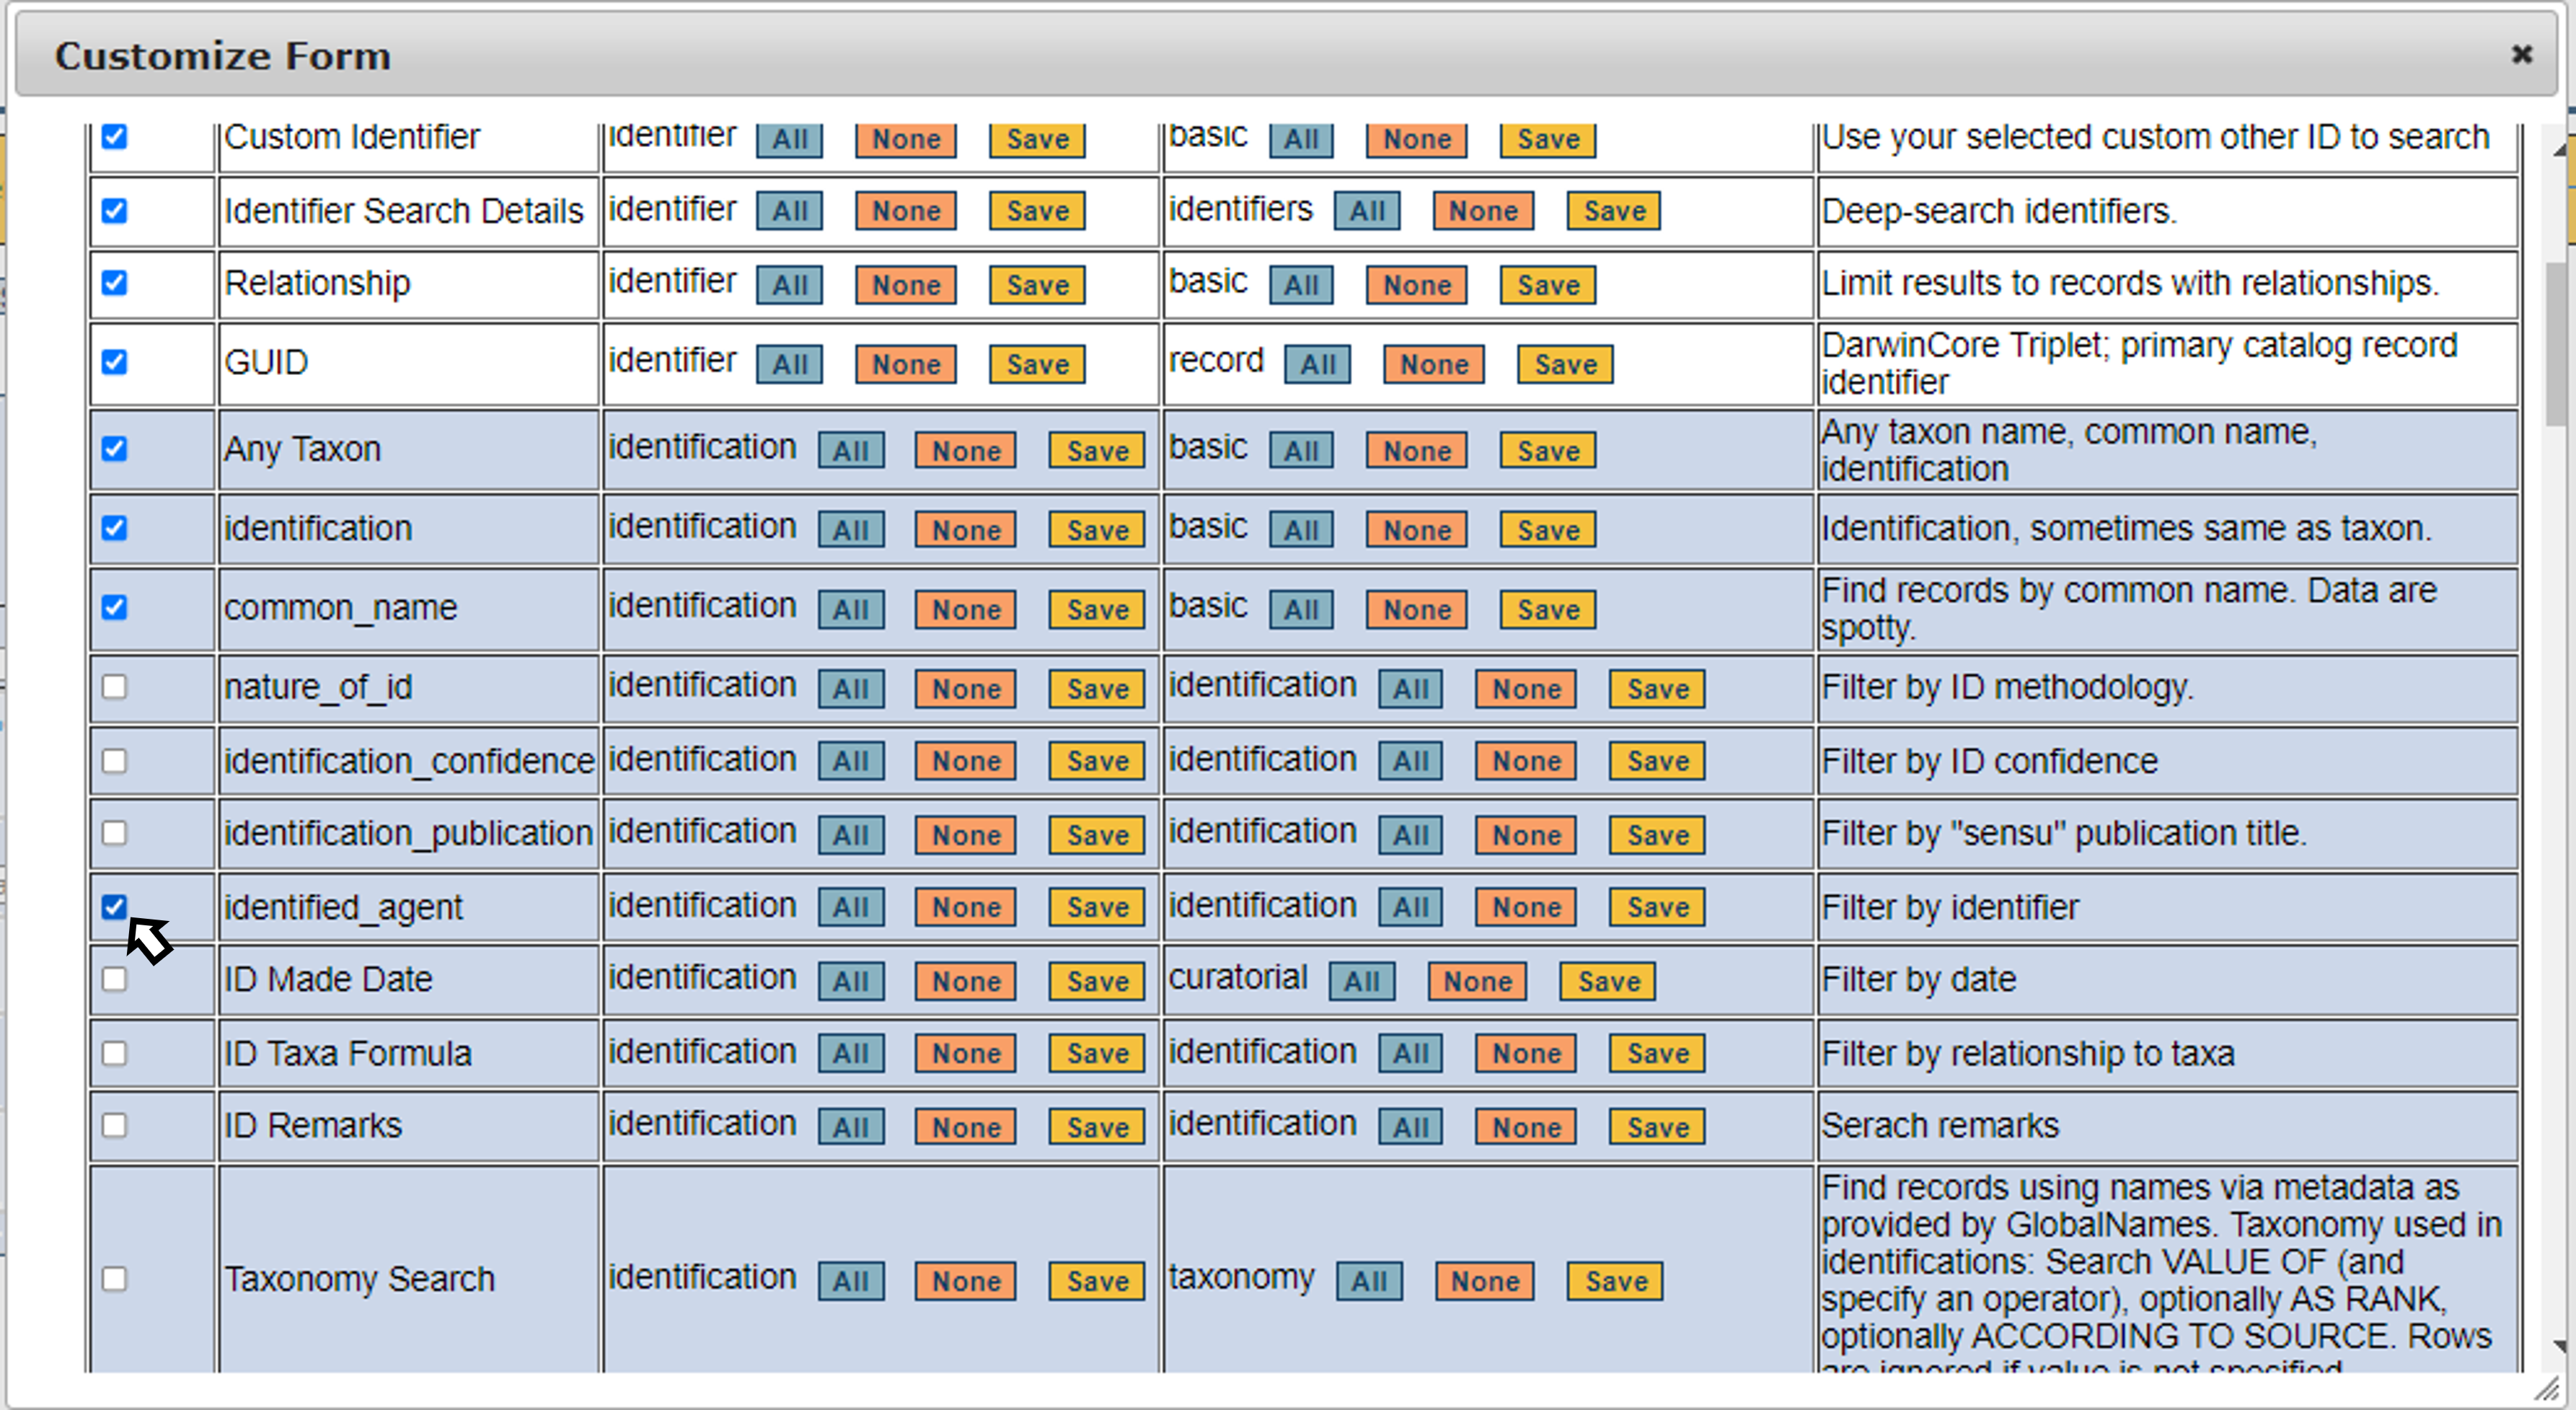 Customize Form
Custom Identifier identifier All None Save basic All None Save Use your selected custom other ID to search
Identifier Search Details identifier All None Save identifiers All None Save Deep-search identifiers.
Relationship identifier All None Save basic All None Save Limit results to records with relationships.
GUID identifier All None Save record All None Save DarwinCore Triplet; primary catalog record
identifier
Any Taxon identification All None Save basic All None Save Any taxon name, common name,
identification
identification identification All None Save basic All None Save Identification, sometimes same as taxon.
common_name identification All None Save basic All None Save Find records by common name. Data are
spotty.
nature_of_id identification All None Save identification All None Save Filter by ID methodology.
identification_confidence identification All None Save identification All None Save Filter by ID confidence
identification_publication identification All None Save identification All None Save Filter by "sensu" publication title.
identified_agent identification All None Save identification All None Save Filter by identifier
ID Made Date identification All None Save curatorial All None Save Filter by date
ID Taxa Formula identification All None Save identification All None Save Filter by relationship to taxa
ID Remarks identification All None Save identification All None Save Serach remarks
Taxonomy Search identification All None Save taxonomy All None Save Find records using names via metadata as
provided by GlobalNames. Taxonomy used in
identifications: Search VALUE OF (and
specify an operator), optionally AS RANK,
optionally ACCORDING TO SOURCE. Rows
are ignored if value is not specified